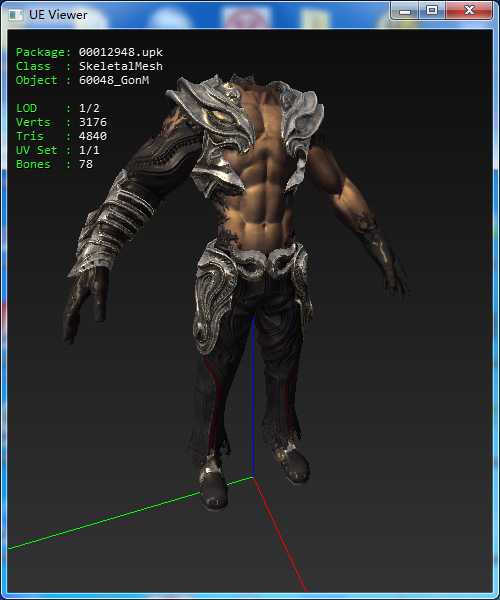 UE Viewer
Package: 00012948.upk
Class : SkeletalMesh
Object : 60048_GonM
LOD : 1/2
Verts : 3176
Tris : 4840
UV Set : 1/1
Bones : 78